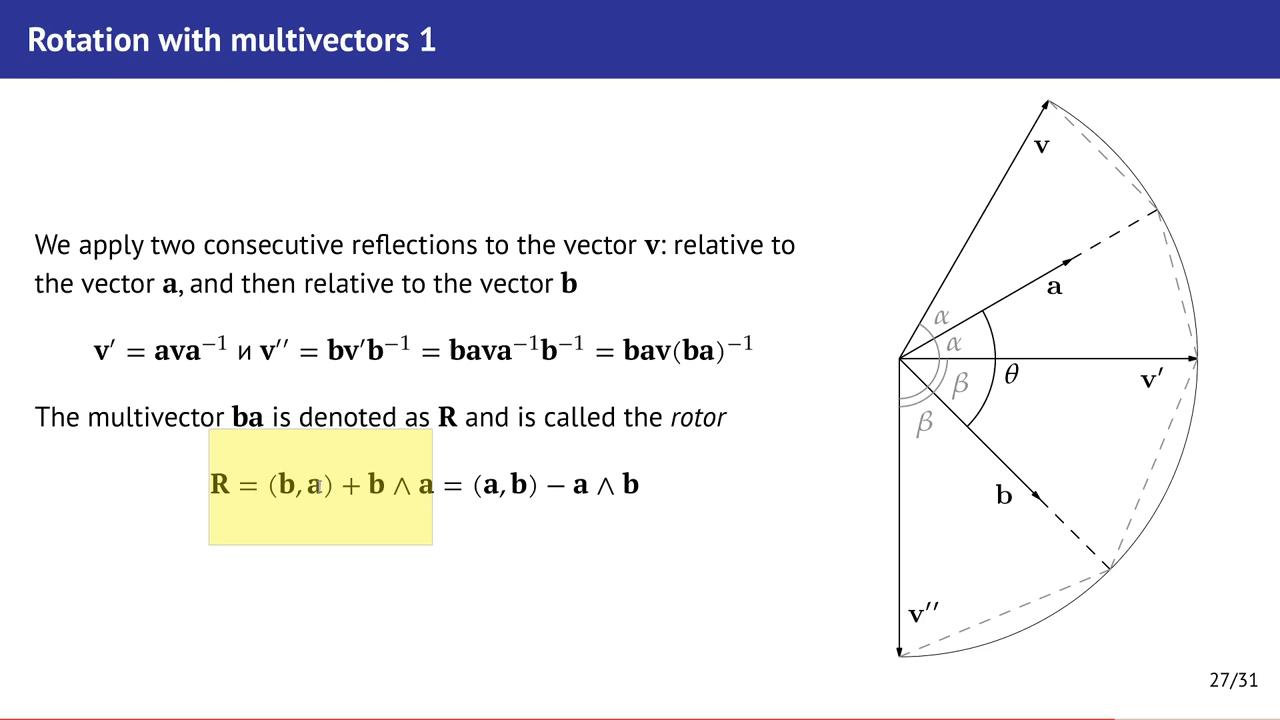 Rotation with multivectors 1
We apply two consecutive reflections to the vector v: relative to
the vector a, and then relative to the vector b
v′ = ava⁻¹ и v′′ = bv′b⁻¹ = bava⁻¹b⁻¹ = bav(ba)⁻¹
The multivector ba is denoted as R and is called the rotor
R = (b, a) + b ∧ a = (a, b) − a ∧ b
v
a
α
α
θ
v′
β
β
b
v′′
27/31